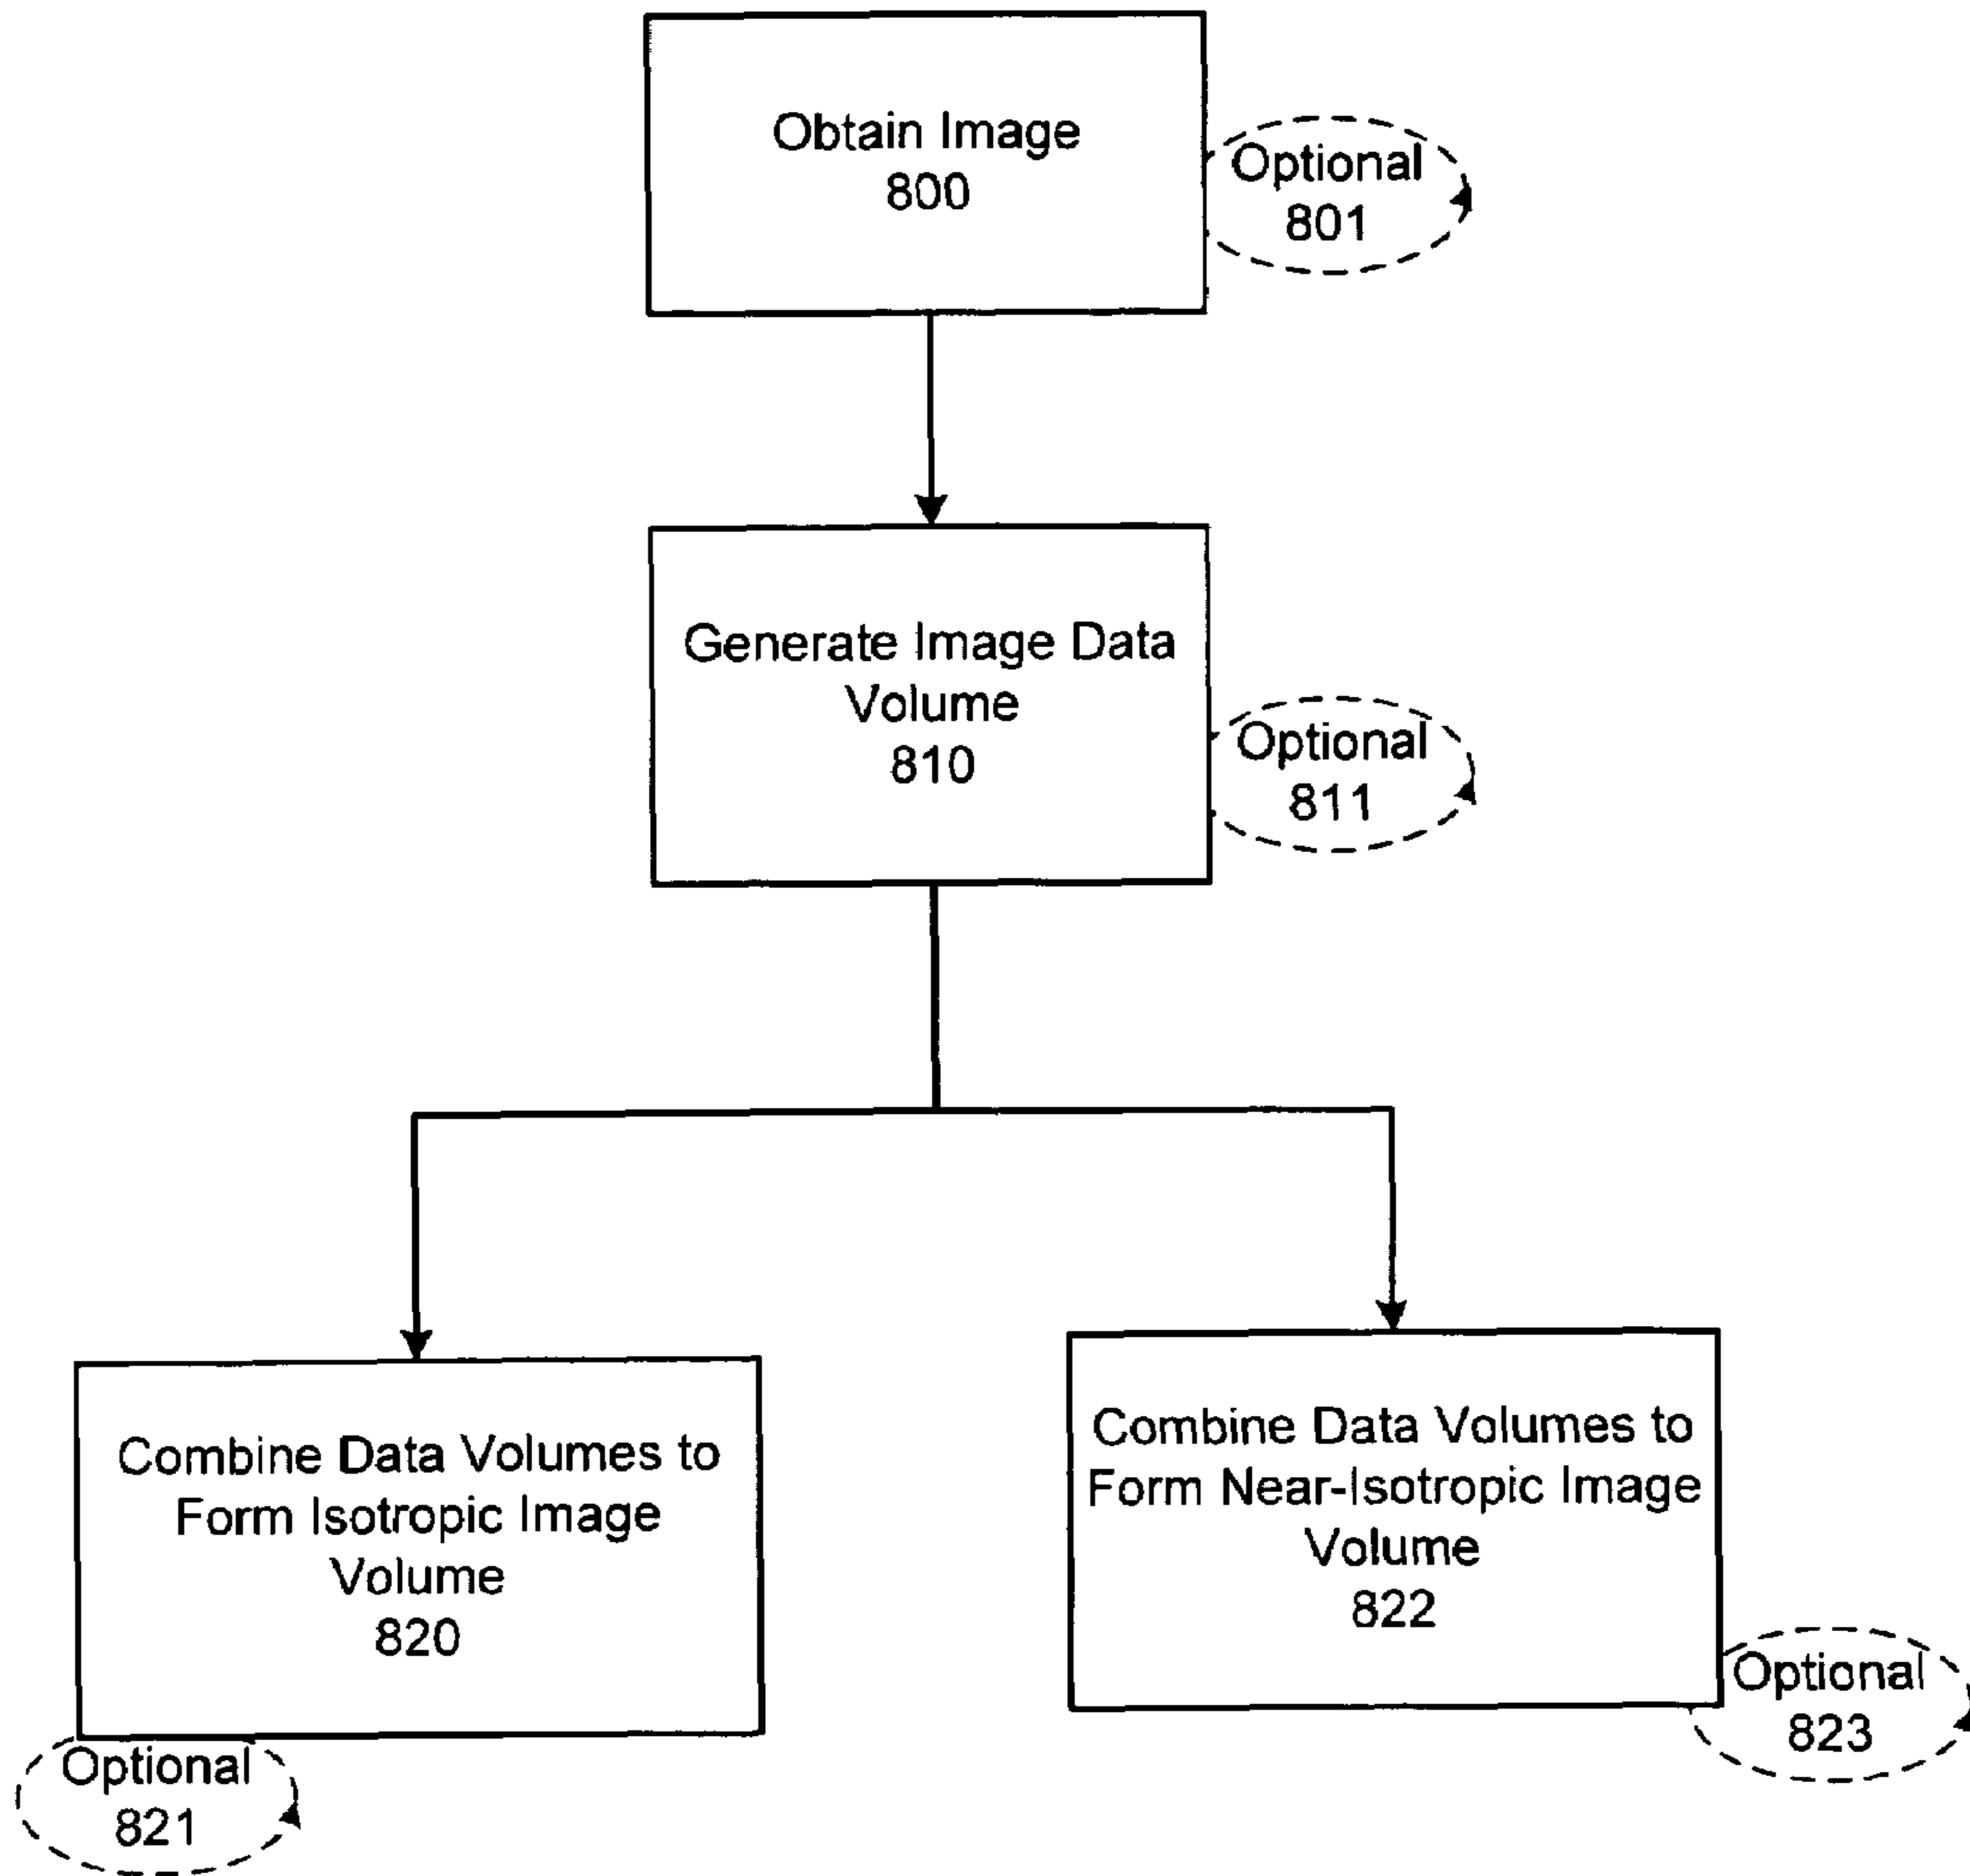 Obtain Image
800
Optional
801
Generate Image Data
Volume
810
Optional
811
Combine Data Volumes to
Form Isotropic Image
Volume
820
Optional
821
Combine Data Volumes to
Form Near-Isotropic Image
Volume
822
Optional
823